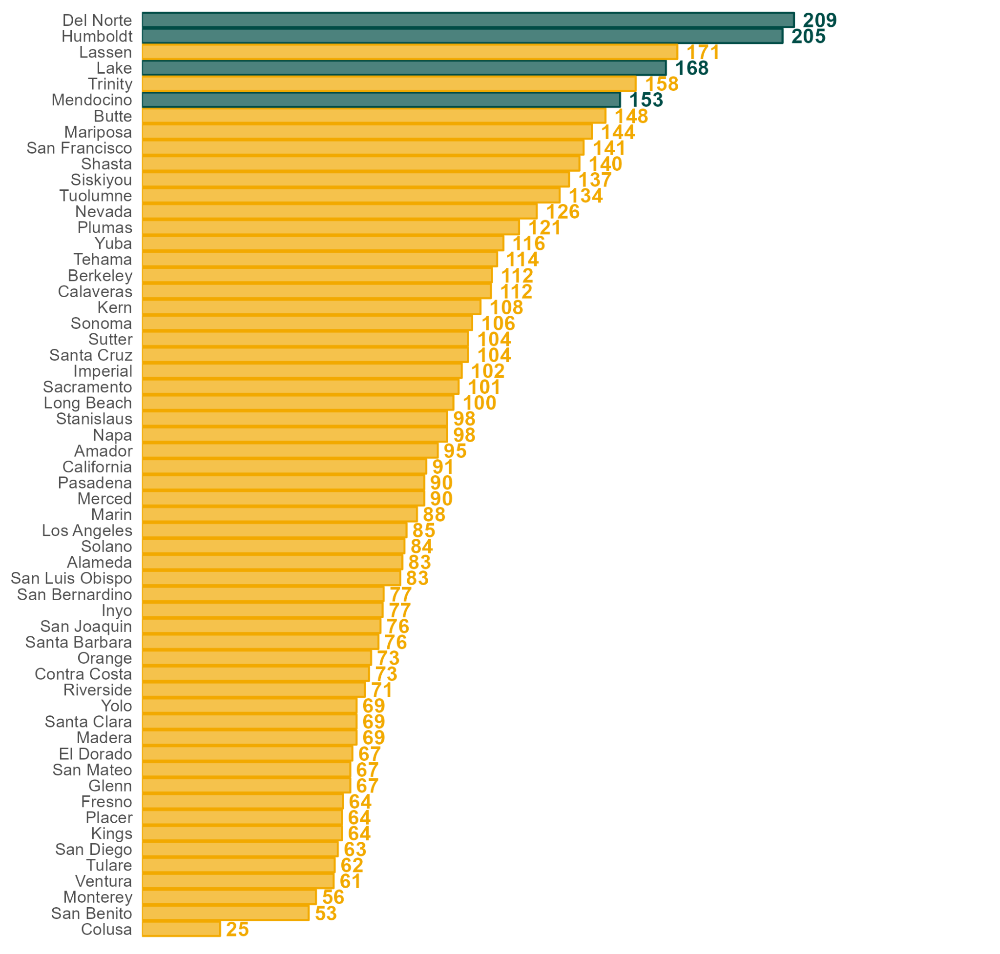 Del Norte 209
Humboldt 205
Lassen 171
Lake 168
Trinity 158
Mendocino 153
Butte 148
Mariposa 144
San Francisco 141
Shasta 140
Siskiyou 137
Tuolumne 134
Nevada 126
Plumas 121
Yuba 116
Tehama 114
Berkeley 112
Calaveras 112
Kern 108
Sonoma 106
Sutter 104
Santa Cruz 104
Imperial 102
Sacramento 101
Long Beach 100
Stanislaus 98
Napa 98
Amador 95
California 91
Pasadena 90
Merced 90
Marin 88
Los Angeles 85
Solano 84
Alameda 83
San Luis Obispo 83
San Bernardino 77
Inyo 77
San Joaquin 76
Santa Barbara 76
Orange 73
Contra Costa 73
Riverside 71
Yolo 69
Santa Clara 69
Madera 69
El Dorado 67
San Mateo 67
Glenn 67
Fresno 64
Placer 64
Kings 64
San Diego 63
Tulare 62
Ventura 61
Monterey 56
San Benito 53
Colusa 25